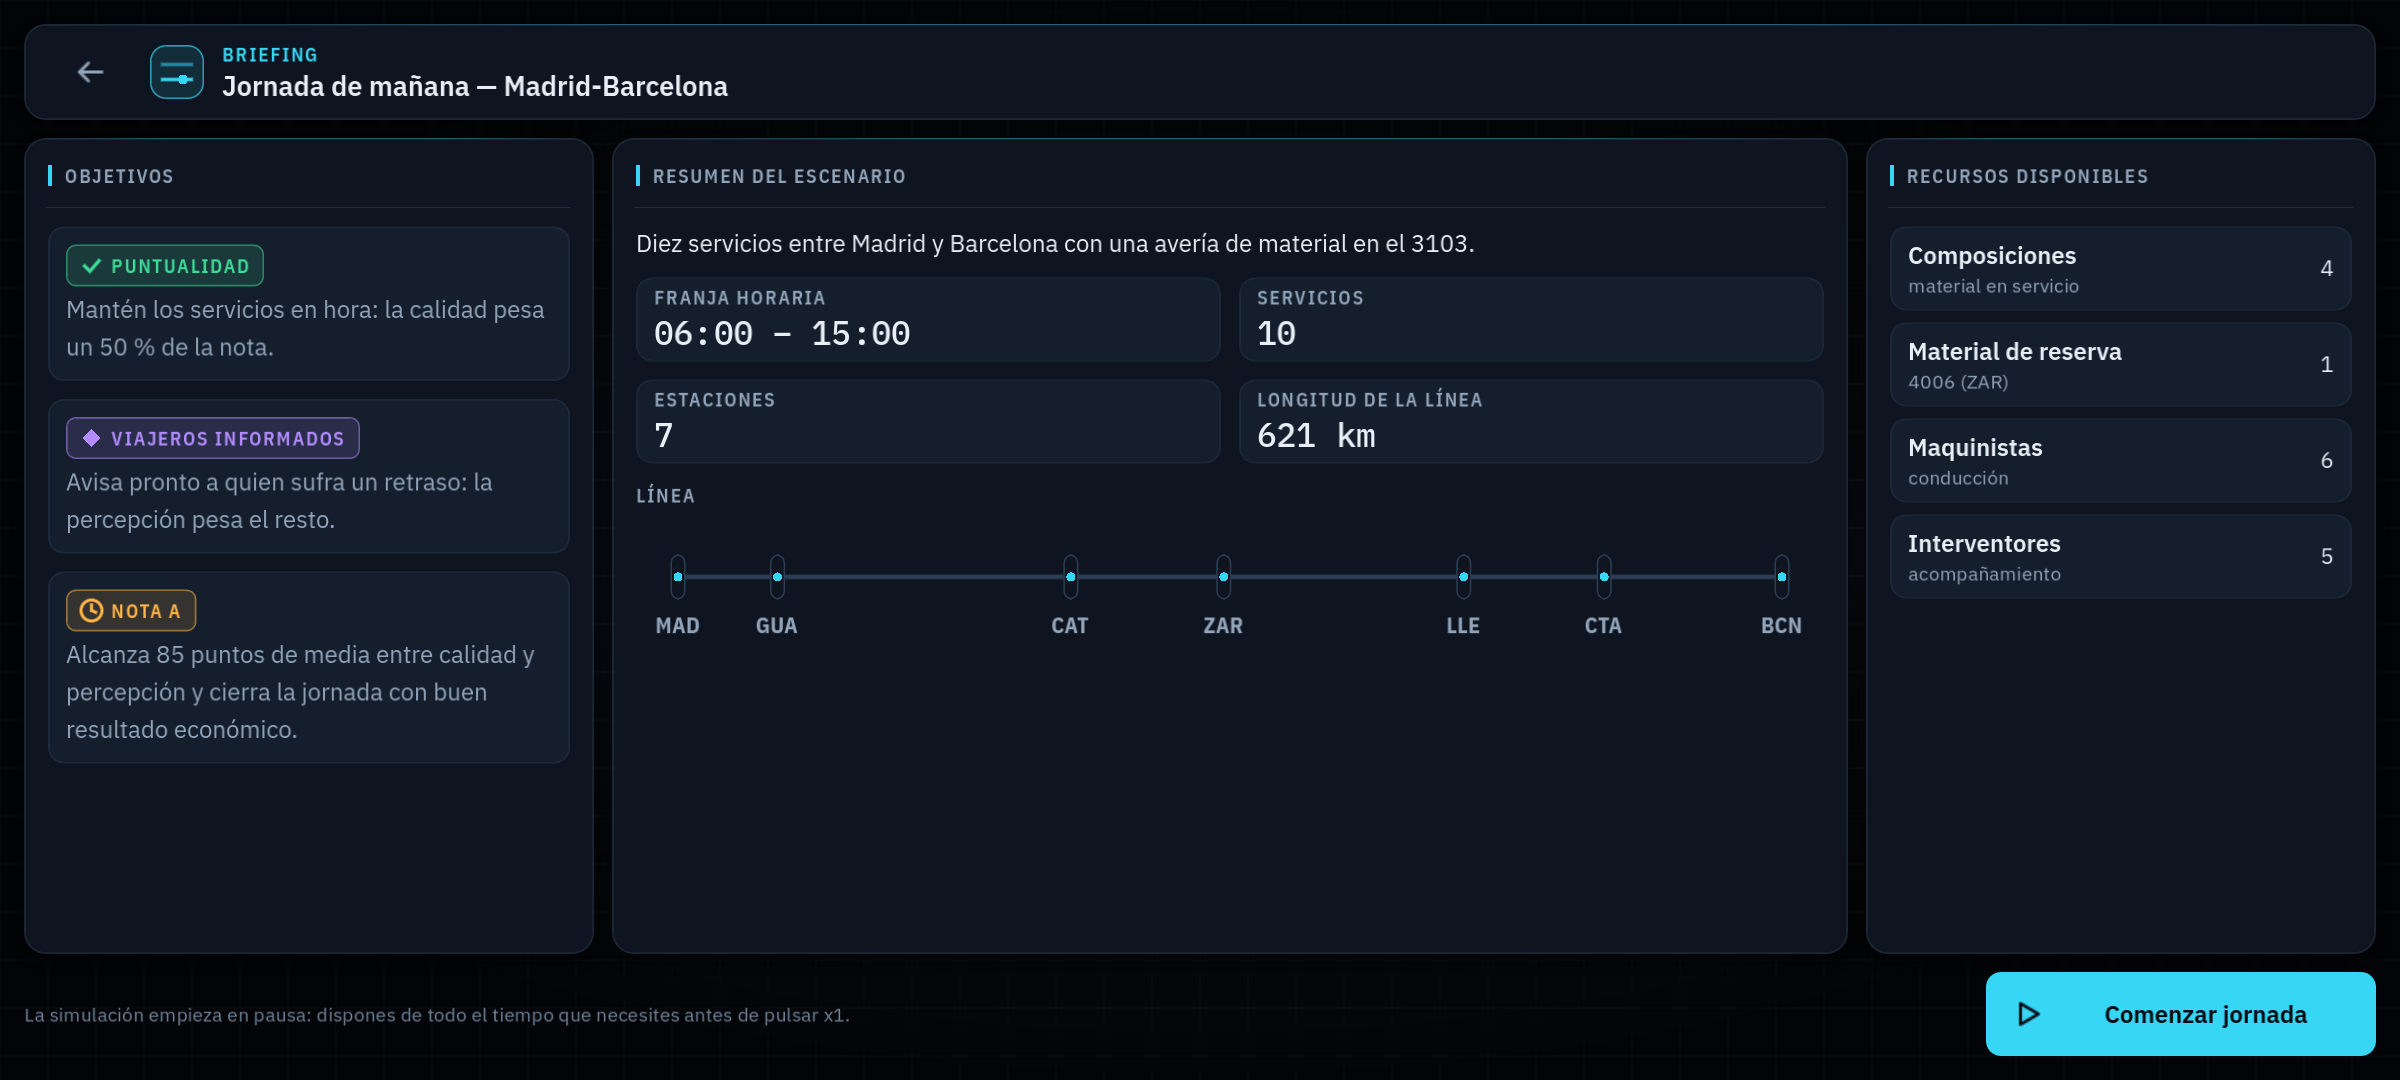 BRIEFING
Jornada de mañana — Madrid-Barcelona
OBJETIVOS
PUNTUALIDAD
Mantén los servicios en hora: la calidad pesa
un 50 % de la nota.
VIAJEROS INFORMADOS
Avisa pronto a quien sufra un retraso: la
percepción pesa el resto.
NOTA A
Alcanza 85 puntos de media entre calidad y
percepción y cierra la jornada con buen
resultado económico.
RESUMEN DEL ESCENARIO
Diez servicios entre Madrid y Barcelona con una avería de material en el 3103.
FRANJA HORARIA
06:00 – 15:00
SERVICIOS
10
ESTACIONES
7
LONGITUD DE LA LÍNEA
621 km
LÍNEA
MAD GUA CAT ZAR LLE CTA BCN
RECURSOS DISPONIBLES
Composiciones
material en servicio
4
Material de reserva
4006 (ZAR)
1
Maquinistas
conducción
6
Interventores
acompañamiento
5
La simulación empieza en pausa: dispones de todo el tiempo que necesites antes de pulsar x1.
Comenzar jornada